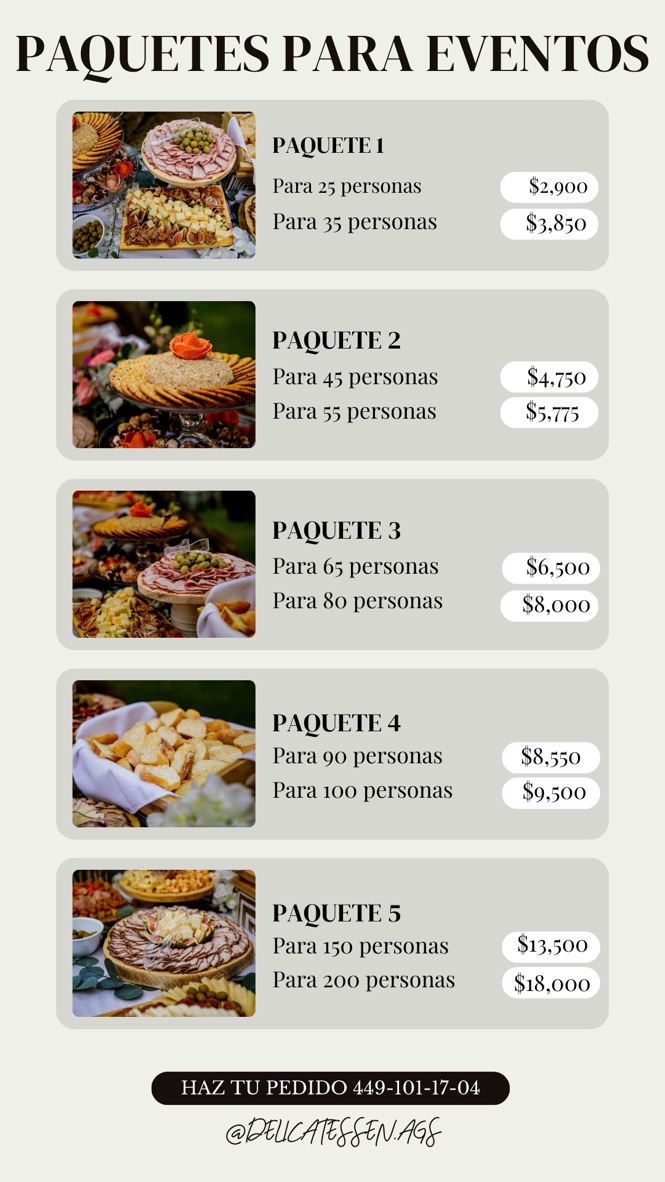 PAQUETES PARA EVENTOS
PAQUETE 1
Para 25 personas $2,900
Para 35 personas $3,850
PAQUETE 2
Para 45 personas $4,750
Para 55 personas $5,775
PAQUETE 3
Para 65 personas $6,500
Para 80 personas $8,000
PAQUETE 4
Para 90 personas $8,550
Para 100 personas $9,500
PAQUETE 5
Para 150 personas $13,500
Para 200 personas $18,000
HAZ TU PEDIDO 449-101-17-04
@DELICATESSEN.AGS